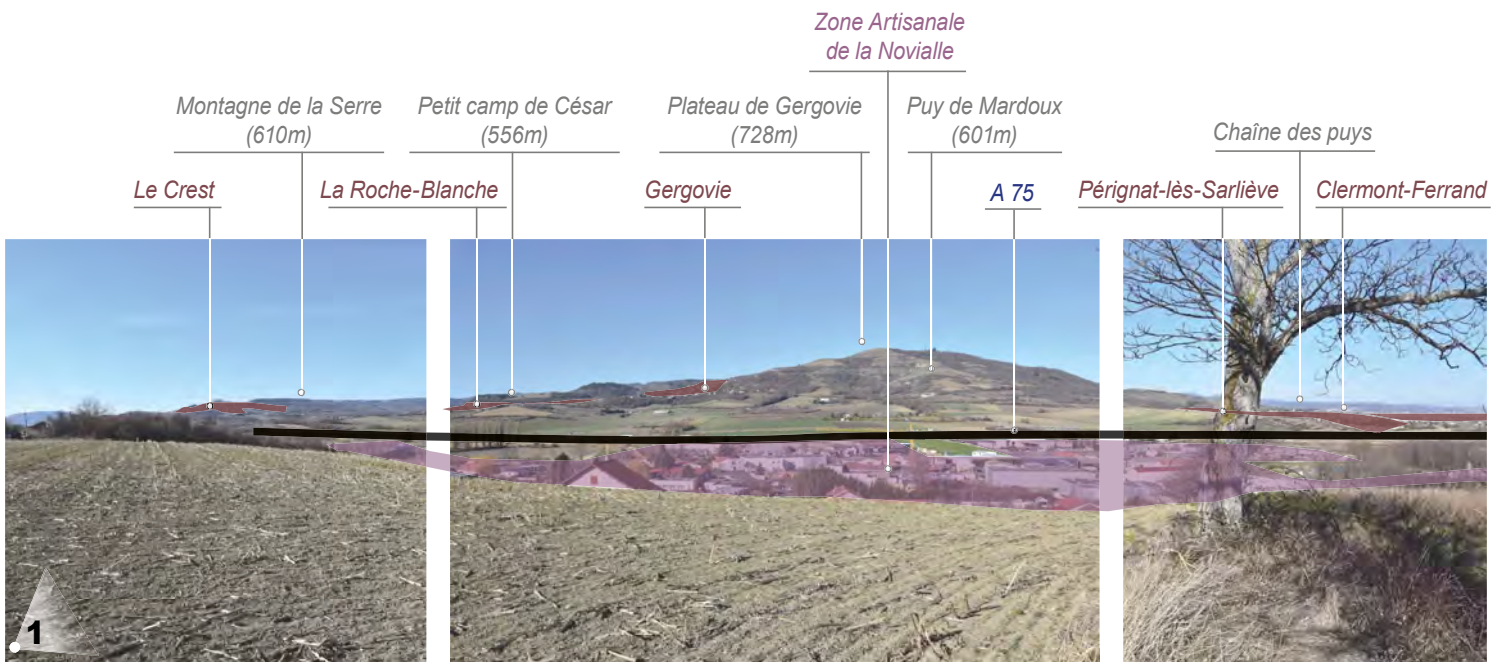 Zone Artisanale
de la Novialle
Montagne de la Serre
(610m)
Petit camp de César
(556m)
Plateau de Gergovie
(728m)
Puy de Mardoux
(601m)
Chaîne des puys
Le Crest
La Roche-Blanche
Gergovie
A 75
Pérignat-lès-Sarliève
Clermont-Ferrand
1